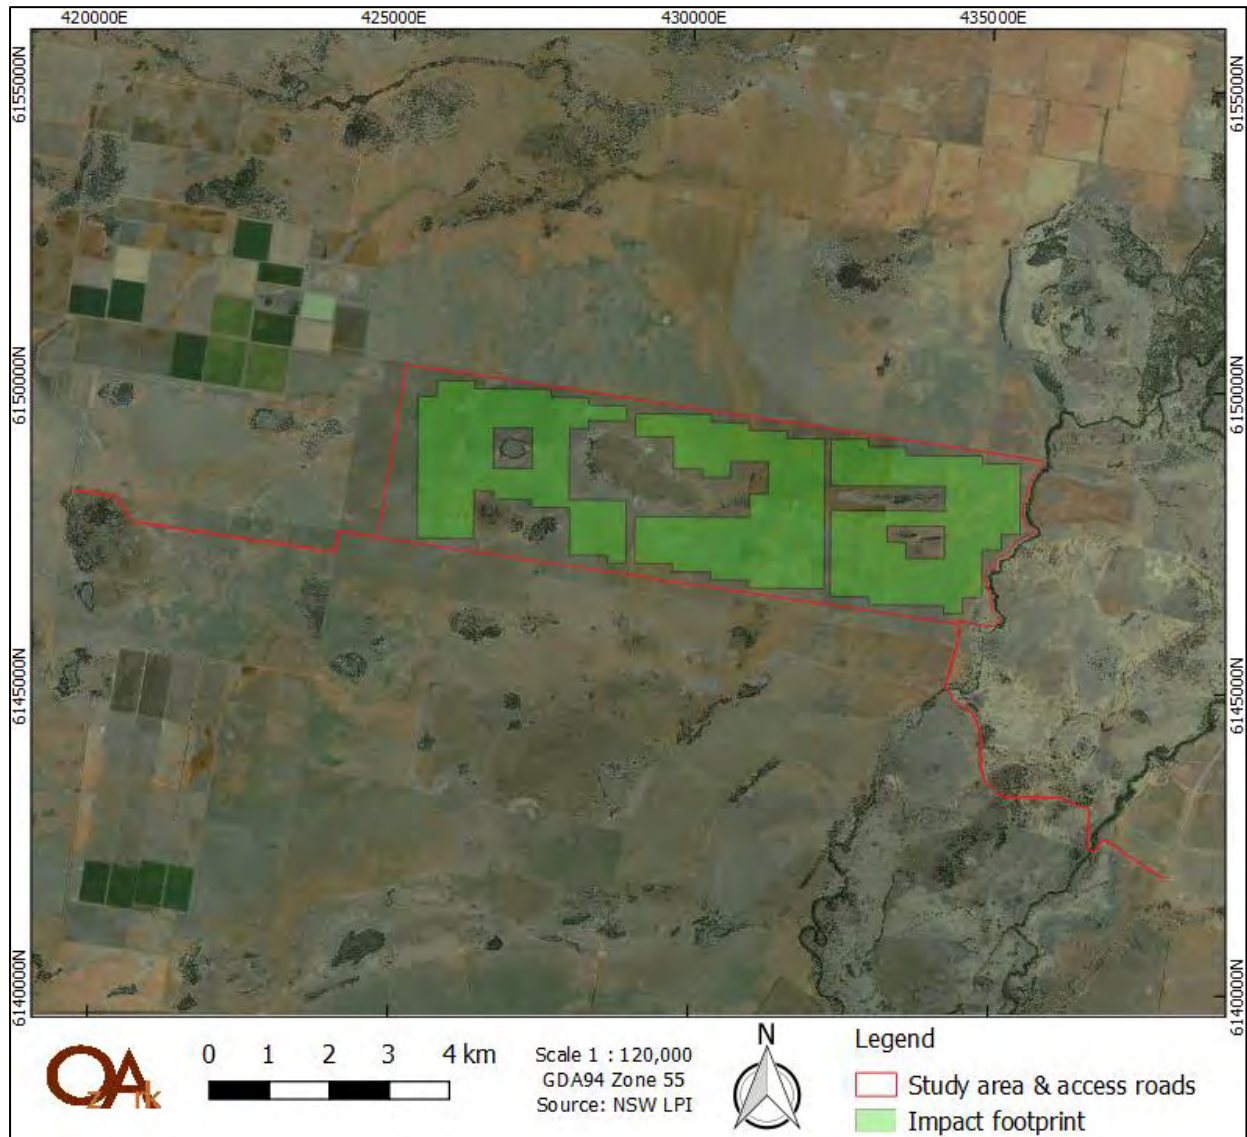 420000E 425000E 430000E 435000E
6155000N 6155000N
6150000N 6150000N
6145000N 6145000N
6140000N 6140000N
OzArk
0 1 2 3 4 km
Scale 1 : 120,000
GDA94 Zone 55
Source: NSW LPI
N
Legend
Study area & access roads
Impact footprint